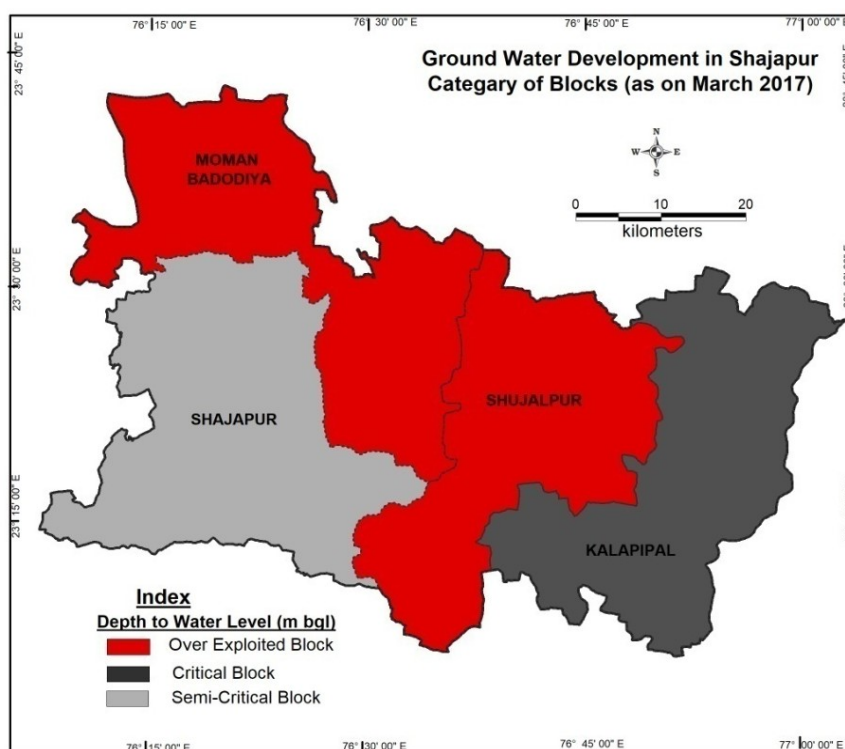 76° 15' 00" E
76° 30' 00" E
76° 45' 00" E
77° 0' 00" E
23° 45' 00" E
Ground Water Development in Shajapur
Categary of Blocks (as on March 2017)
N
W E
S
MOMAN
BADODIYA
0 10 20
kilometers
23° 30' 00" E
SHAJAPUR
SHUJALPUR
23° 15' 00" E
KALAPIPAL
Index
Depth to Water Level (m bgl)
Over Exploited Block
Critical Block
Semi-Critical Block
76° 15' 00" E
76° 30' 00" E
76° 45' 00" E
77° 0' 00" E